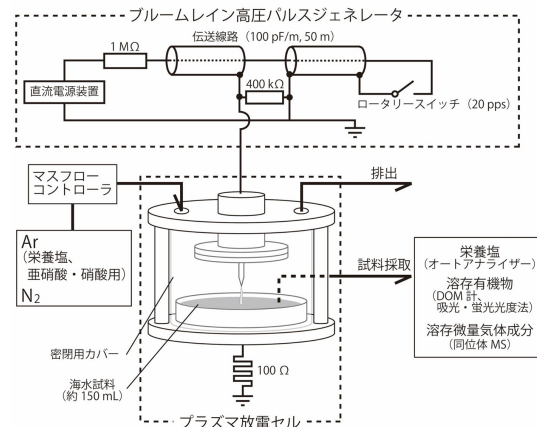 ブルームレイン高圧パルスジェネレータ
伝送線路（100 pF/m, 50 m）
1 MΩ
400 kΩ
直流電源装置
ロータリースイッチ（20 pps）
マスフロー
コントローラ
排出
Ar
(栄養塩、
亜硝酸・硝酸用)
N₂
試料採取
栄養塩
（オートアナライザー）
溶存有機物
（DOM 計、
吸光・蛍光光度法）
溶存微量気体成分
（同位体 MS）
密閉用カバー
海水試料
（約 150 mL）
100 Ω
プラズマ放電セル